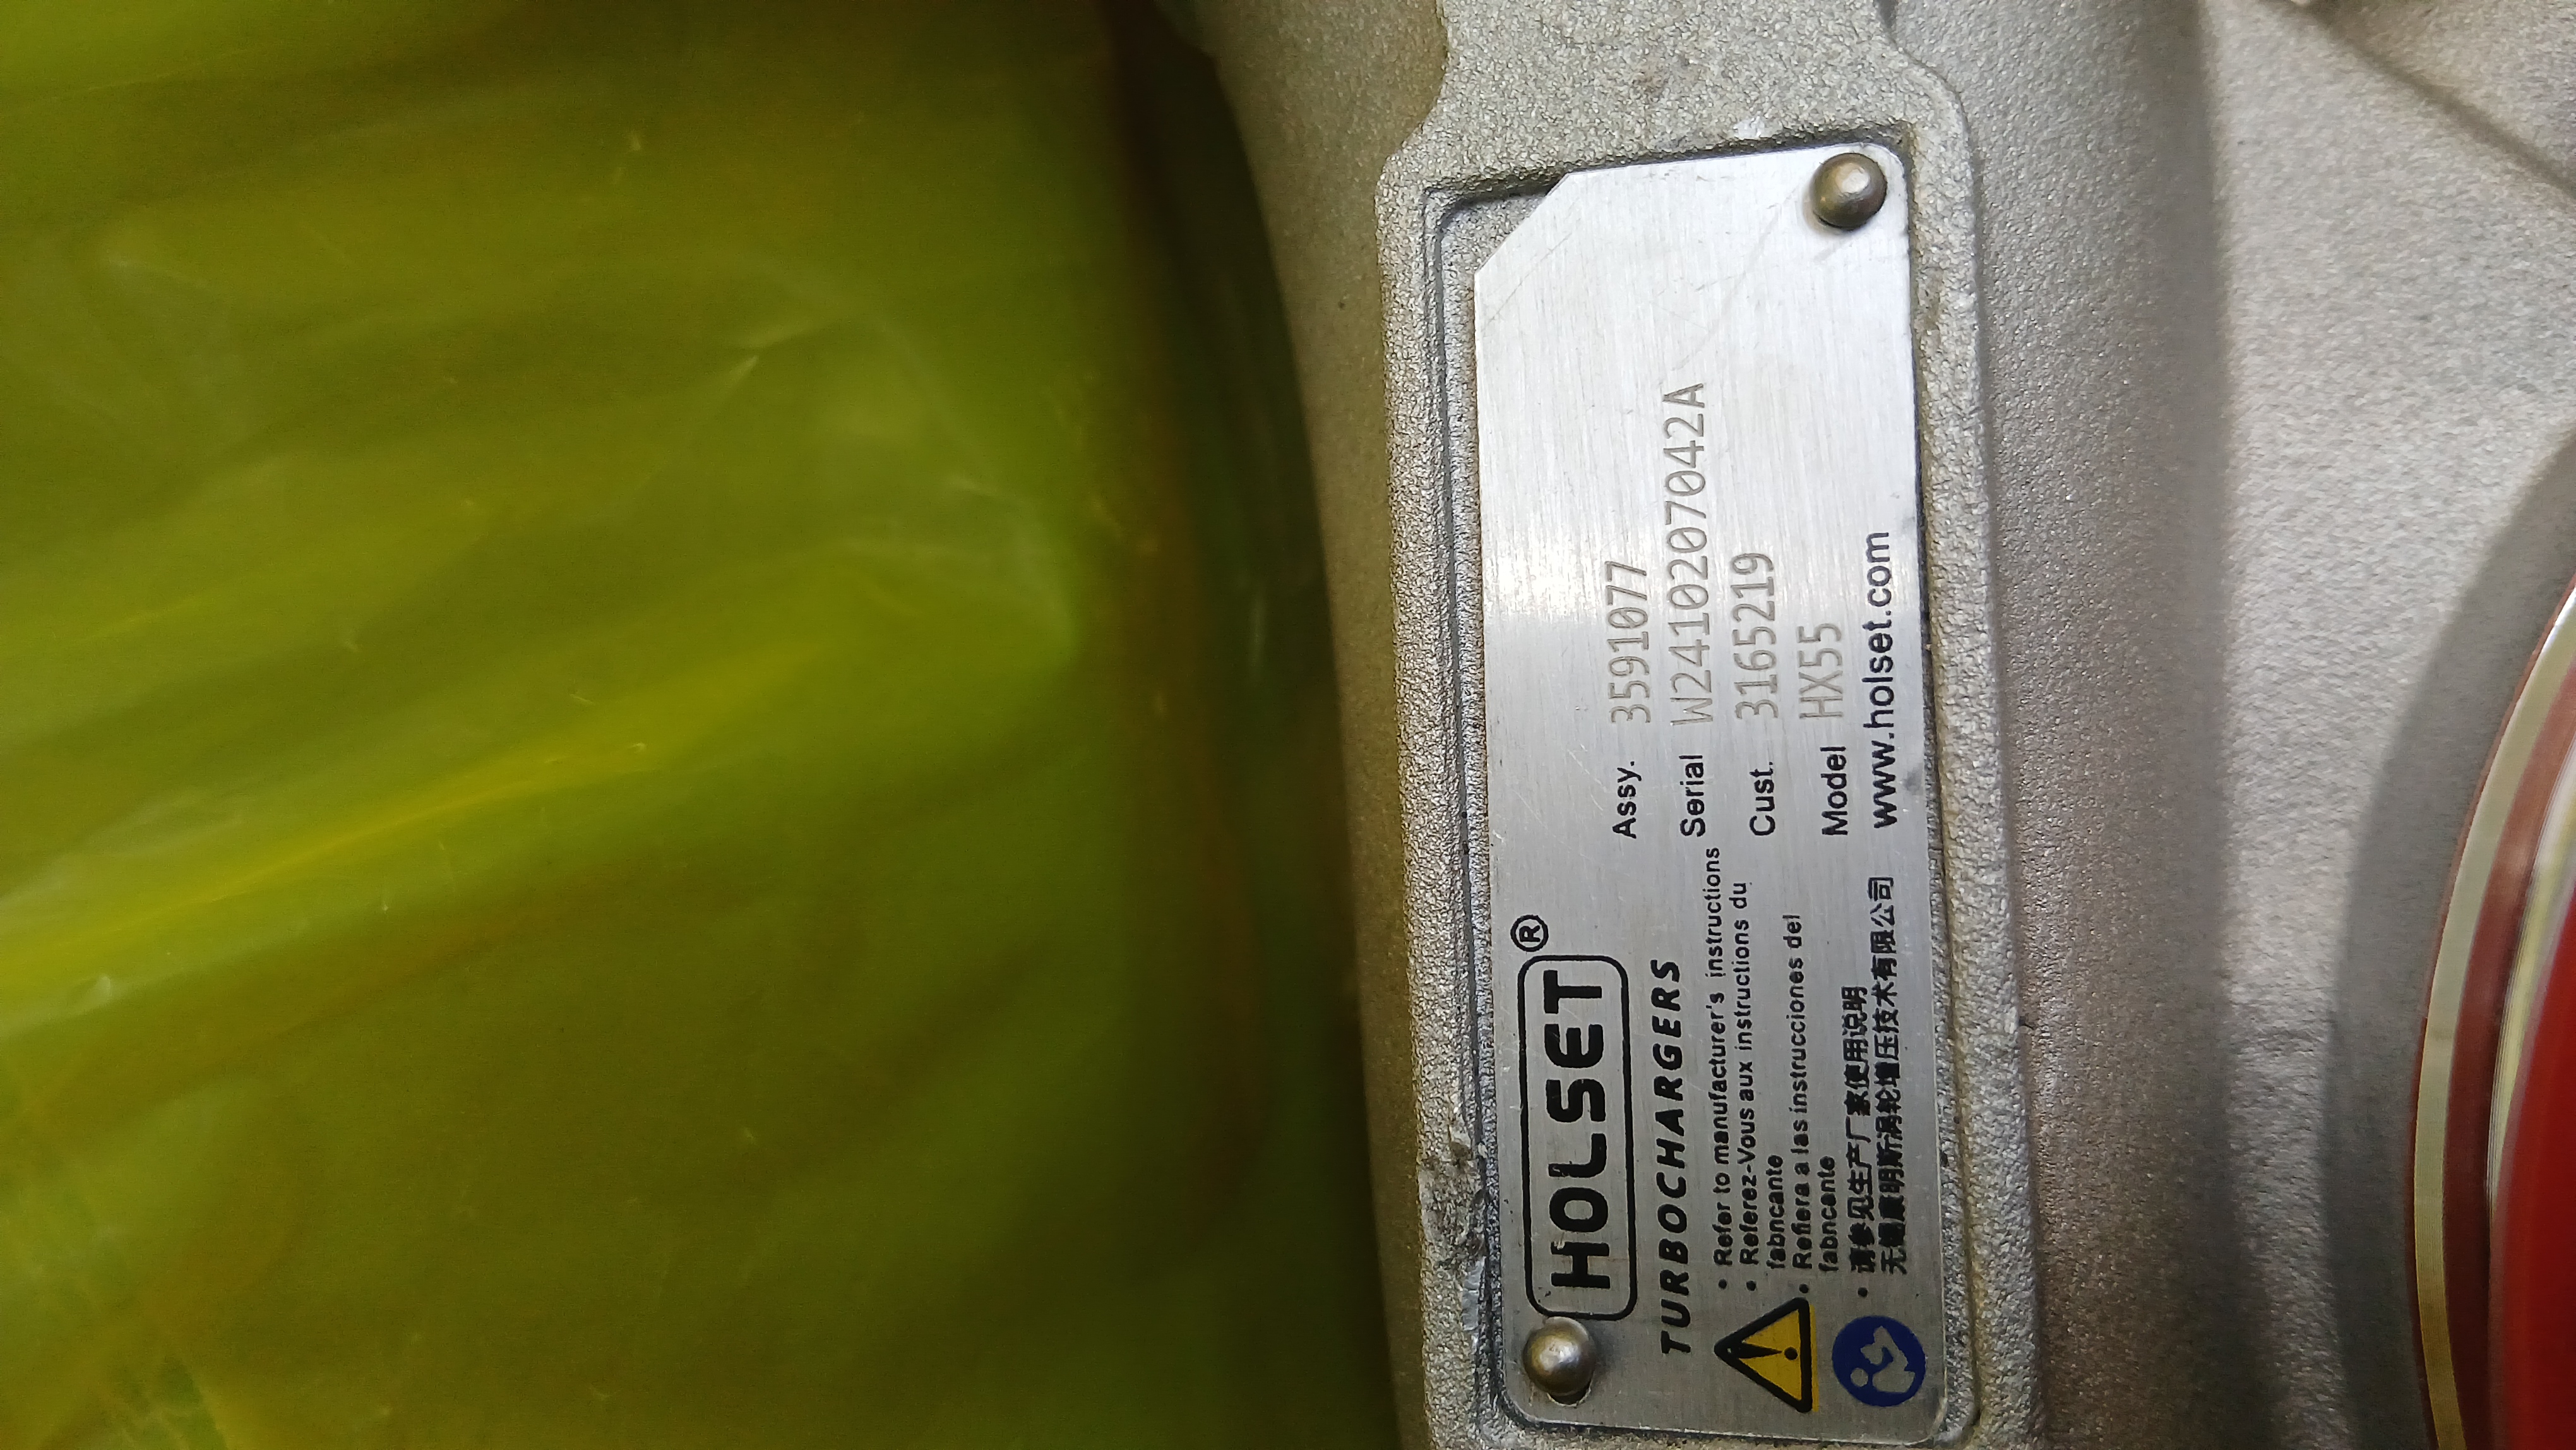 HOLSET®
TURBOCHARGERS
• Refer to manufacturer's instructions
• Referez-Vous aux instructions du
fabncante
• Refiera a las instrucciones del
fabncente
• 请参见生产厂家使用说明
无锡康明斯涡轮增压技术有限公司
Assy. 3591077
Serial W2410207042A
Cust. 3165219
Model HX55
www.holset.com